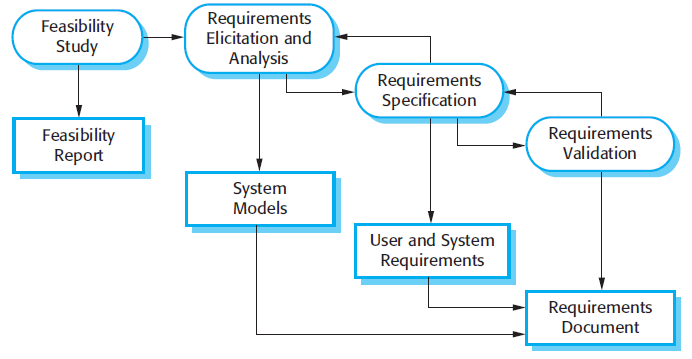 Feasibility
Study
Requirements
Elicitation and
Analysis
Requirements
Specification
Requirements
Validation
Feasibility
Report
System
Models
User and System
Requirements
Requirements
Document